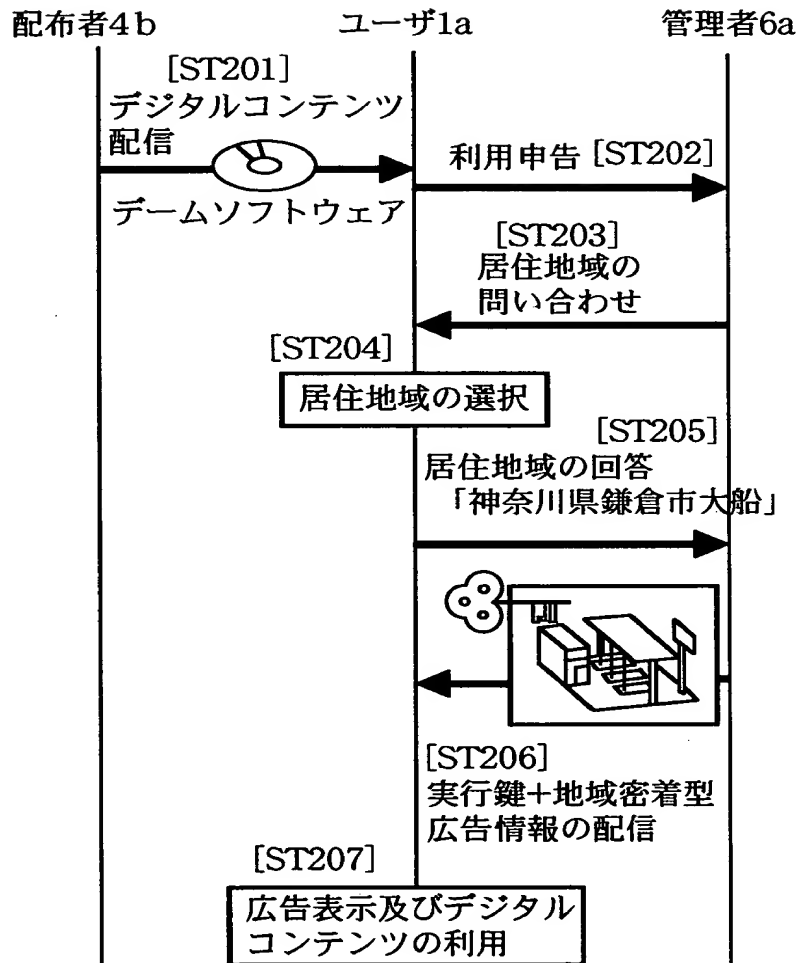 配布者4b
ユーザ1a
管理者6a
[ST201]
デジタルコンテンツ
配信
デームソフトウェア
利用申告 [ST202]
[ST203]
居住地域の
問い合わせ
[ST204]
居住地域の選択
[ST205]
居住地域の回答
「神奈川県鎌倉市大船」
[ST206]
実行鍵+地域密着型
広告情報の配信
[ST207]
広告表示及びデジタル
コンテンツの利用